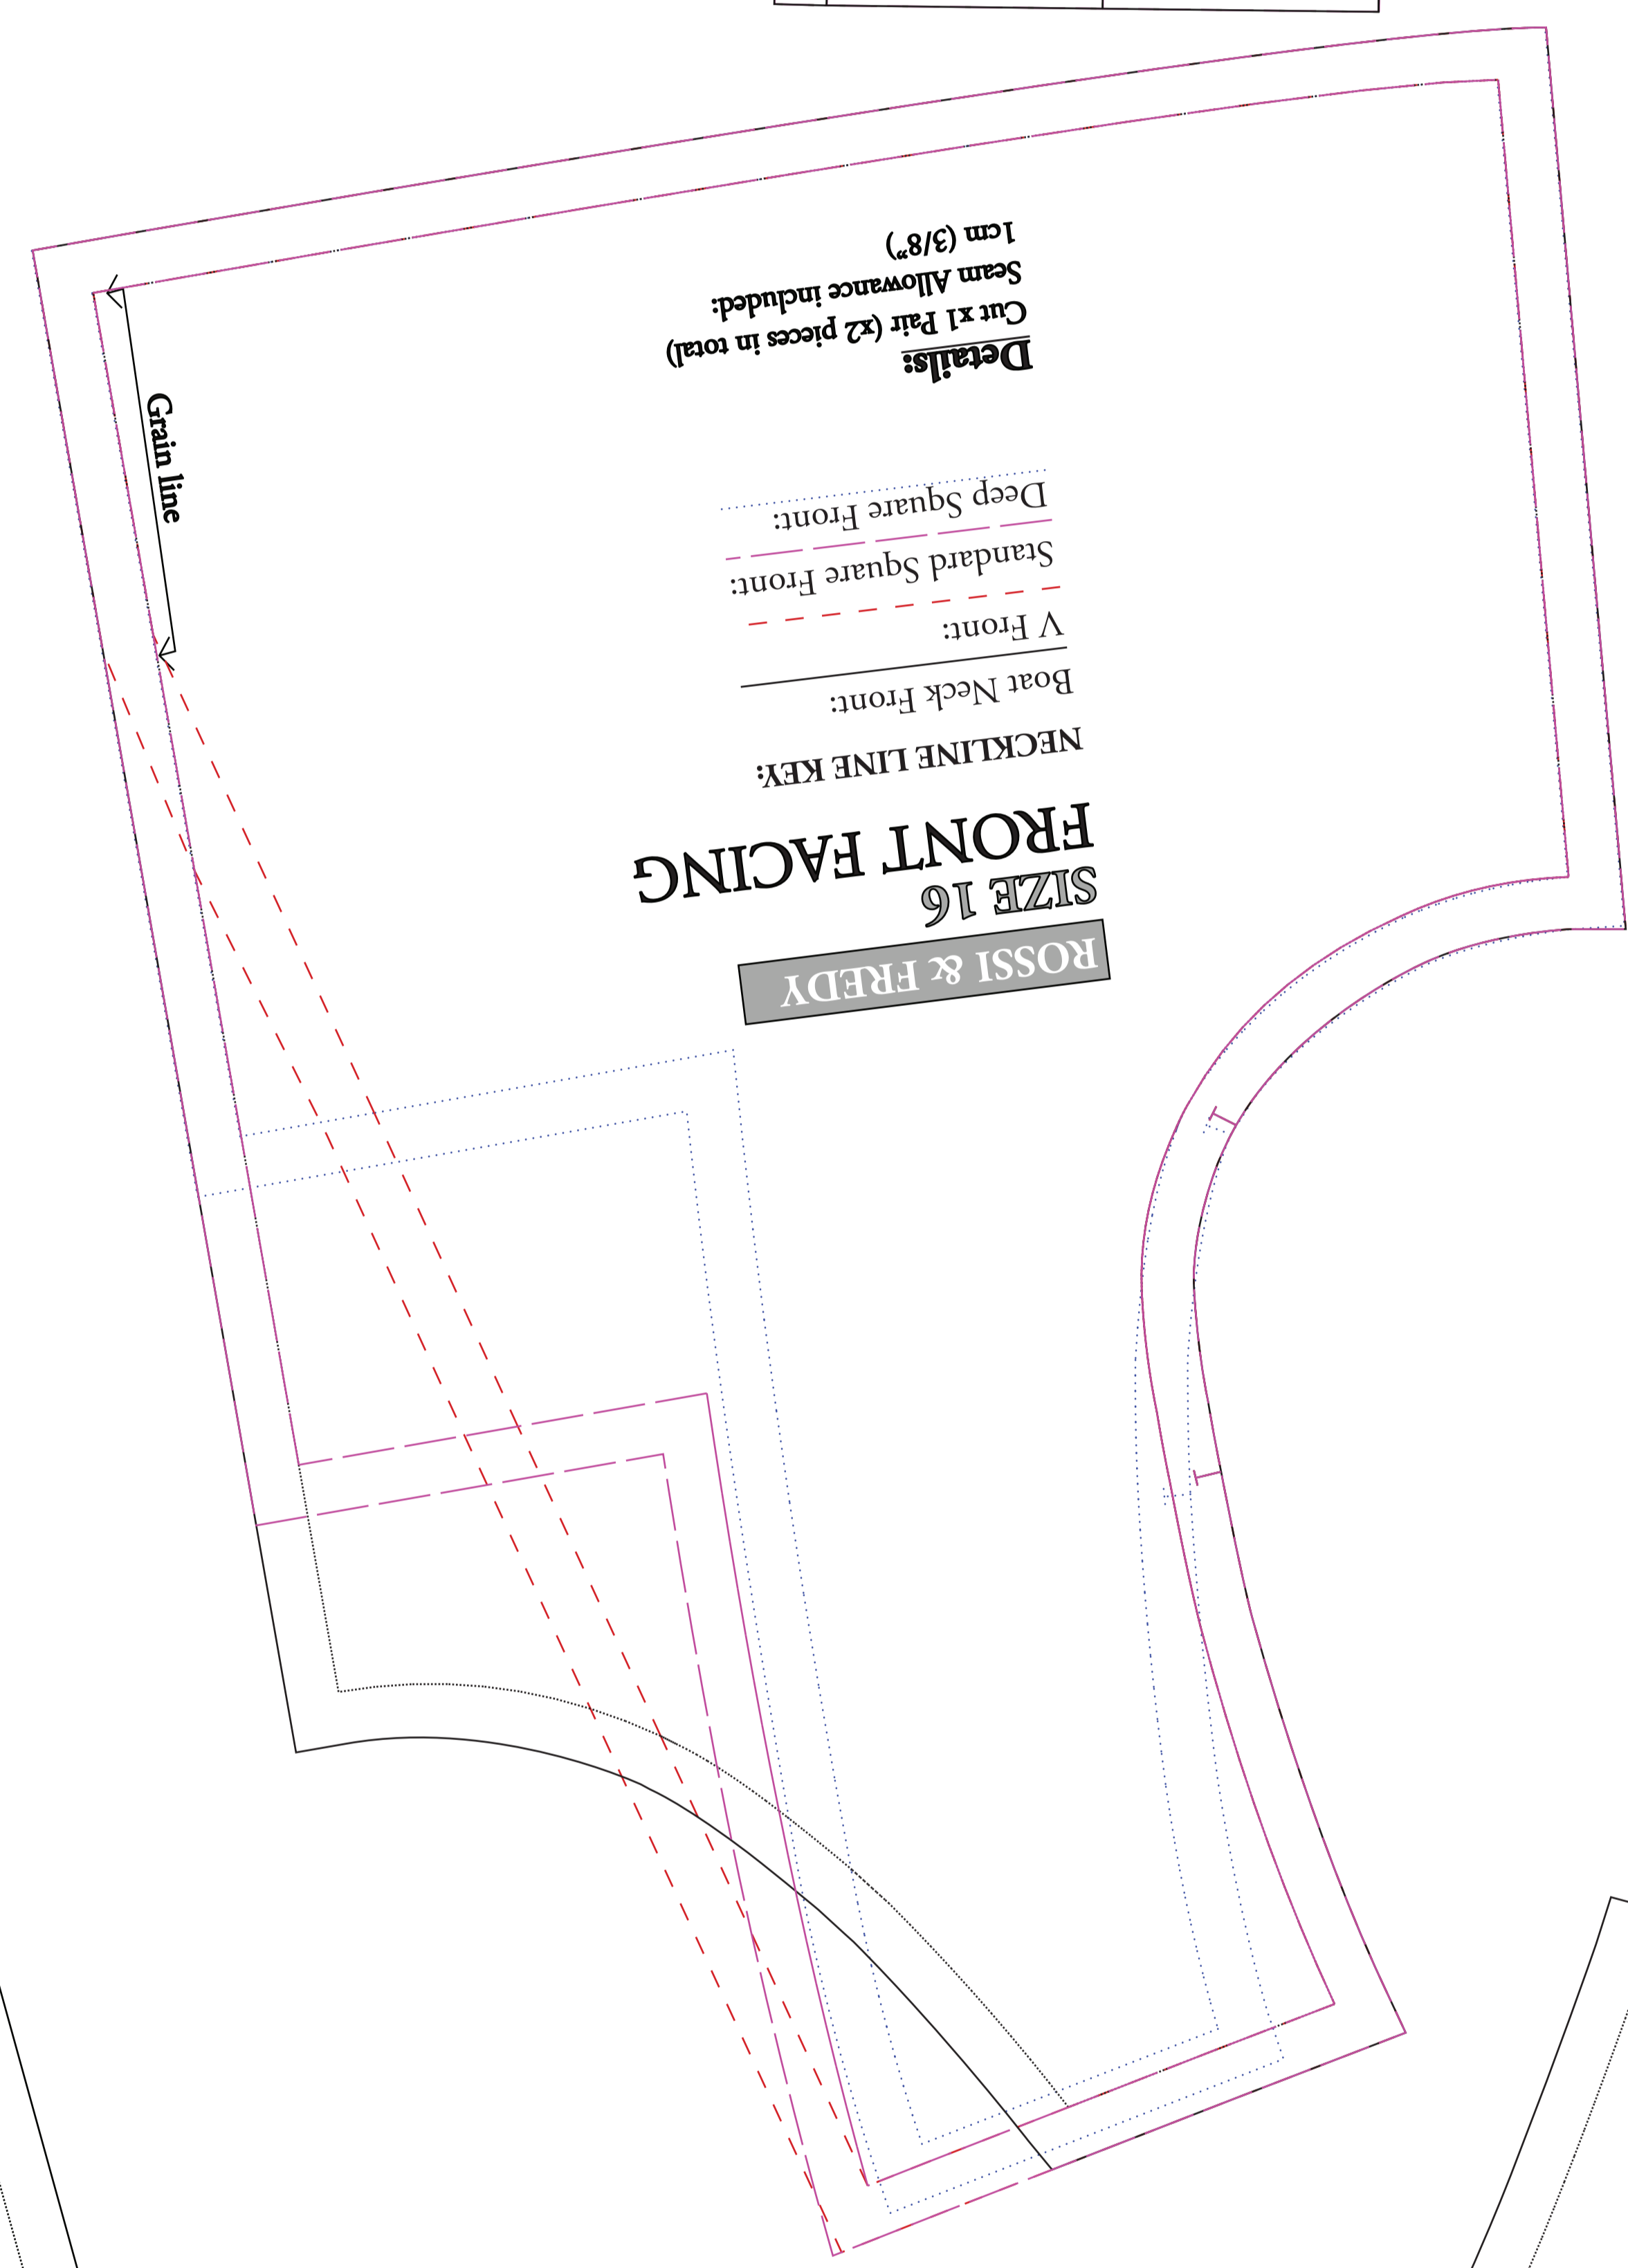 ROSSI & FREDY
SIZE 16
FRONT FACING
NECKLINE LINE KEY:
Boat Neck Front:
V Front:
Standard Square Front:
Deep Square Front:
Details:
Cut x1 Pair (x2 pieces in total)
Seam Allowance included:
1cm (3/8”)
Grain line